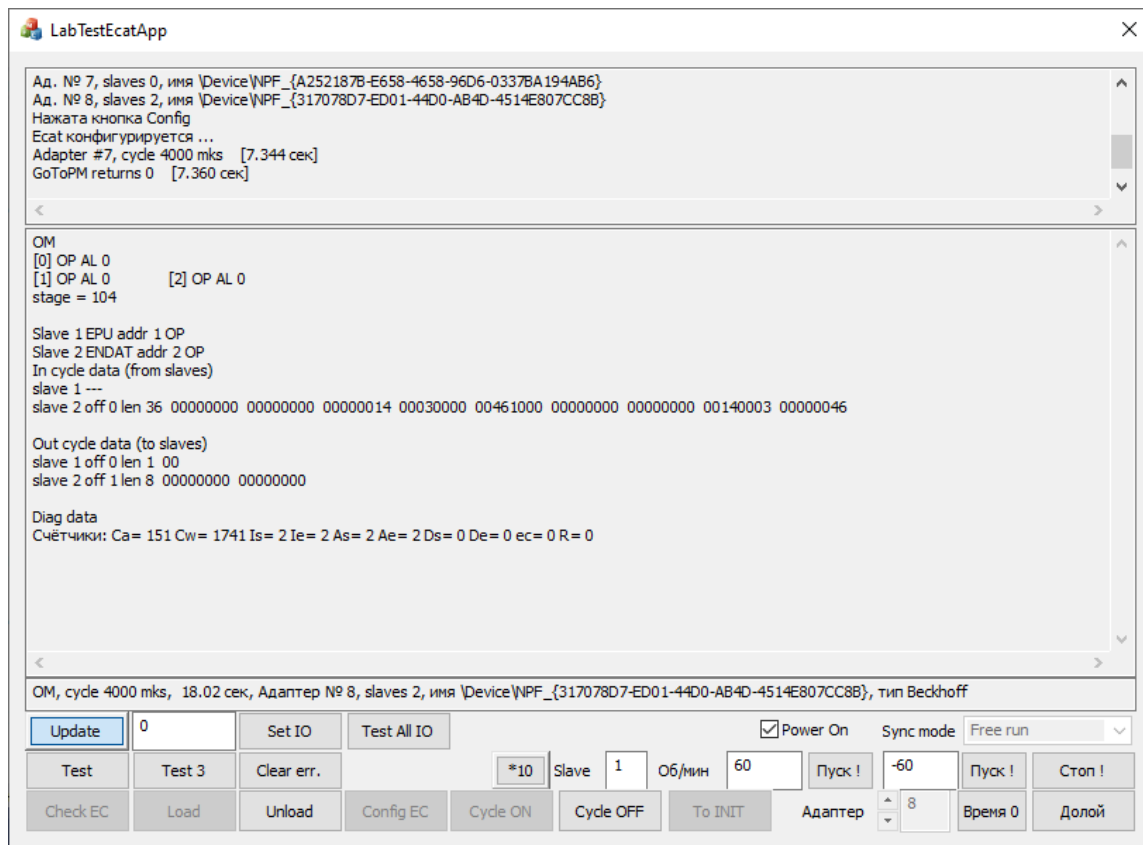 LabTestEcatApp
Ад. № 7, slaves 0, имя \Device\NPF_{A252187B-E658-4658-96D6-0337BA194AB6}
Ад. № 8, slaves 2, имя \Device\NPF_{317078D7-ED01-44D0-AB4D-4514E807CC8B}
Нажата кнопка Config
Ecat конфигурируется ...
Adapter #7, cycle 4000 mks [7.344 сек]
GoToPM returns 0 [7.360 сек]
OM
[0] OP AL 0
[1] OP AL 0 [2] OP AL 0
stage = 104
Slave 1 EPU addr 1 OP
Slave 2 ENDAT addr 2 OP
In cycle data (from slaves)
slave 1 ---
slave 2 off 0 len 36 00000000 00000000 00000014 00030000 00461000 00000000 00000000 00140003 00000046
Out cycle data (to slaves)
slave 1 off 0 len 1 00
slave 2 off 1 len 8 00000000 00000000
Diag data
Счётчики: Ca= 151 Cw= 1741 Is= 2 Ie= 2 As= 2 Ae= 2 Ds= 0 De= 0 ec= 0 R= 0
OM, cycle 4000 mks, 18.02 сек, Адаптер № 8, slaves 2, имя \Device\NPF_{317078D7-ED01-44D0-AB4D-4514E807CC8B}, тип Beckhoff
Update 0 Set IO Test All IO Power On Sync mode Free run
Test Test 3 Clear err. *10 Slave 1 Об/мин 60 Пуск ! -60 Пуск ! Стоп !
Check EC Load Unload Config EC Cycle ON Cycle OFF To INIT Адаптер 8 Время 0 Долой